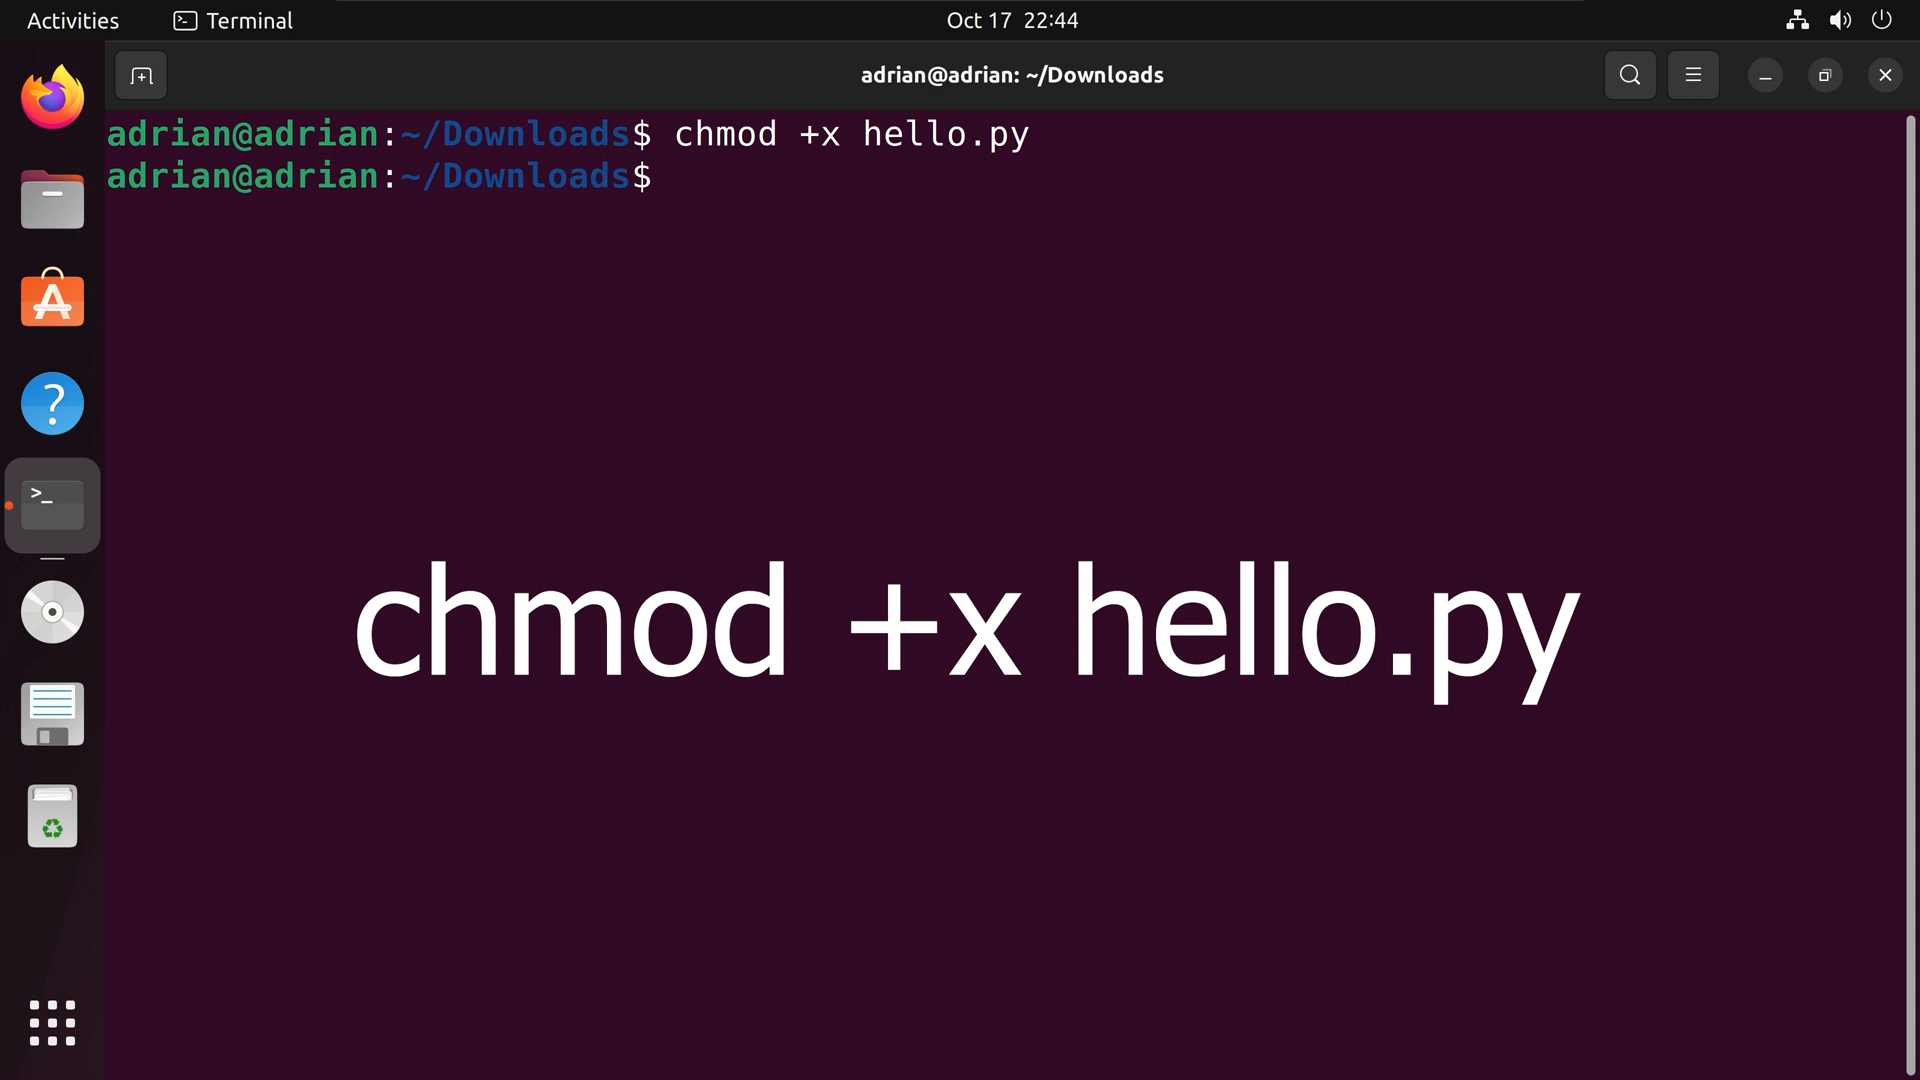 Activities Terminal Oct 17 22:44
adrian@adrian: ~/Downloads
adrian@adrian:~/Downloads$ chmod +x hello.py
adrian@adrian:~/Downloads$
chmod +x hello.py